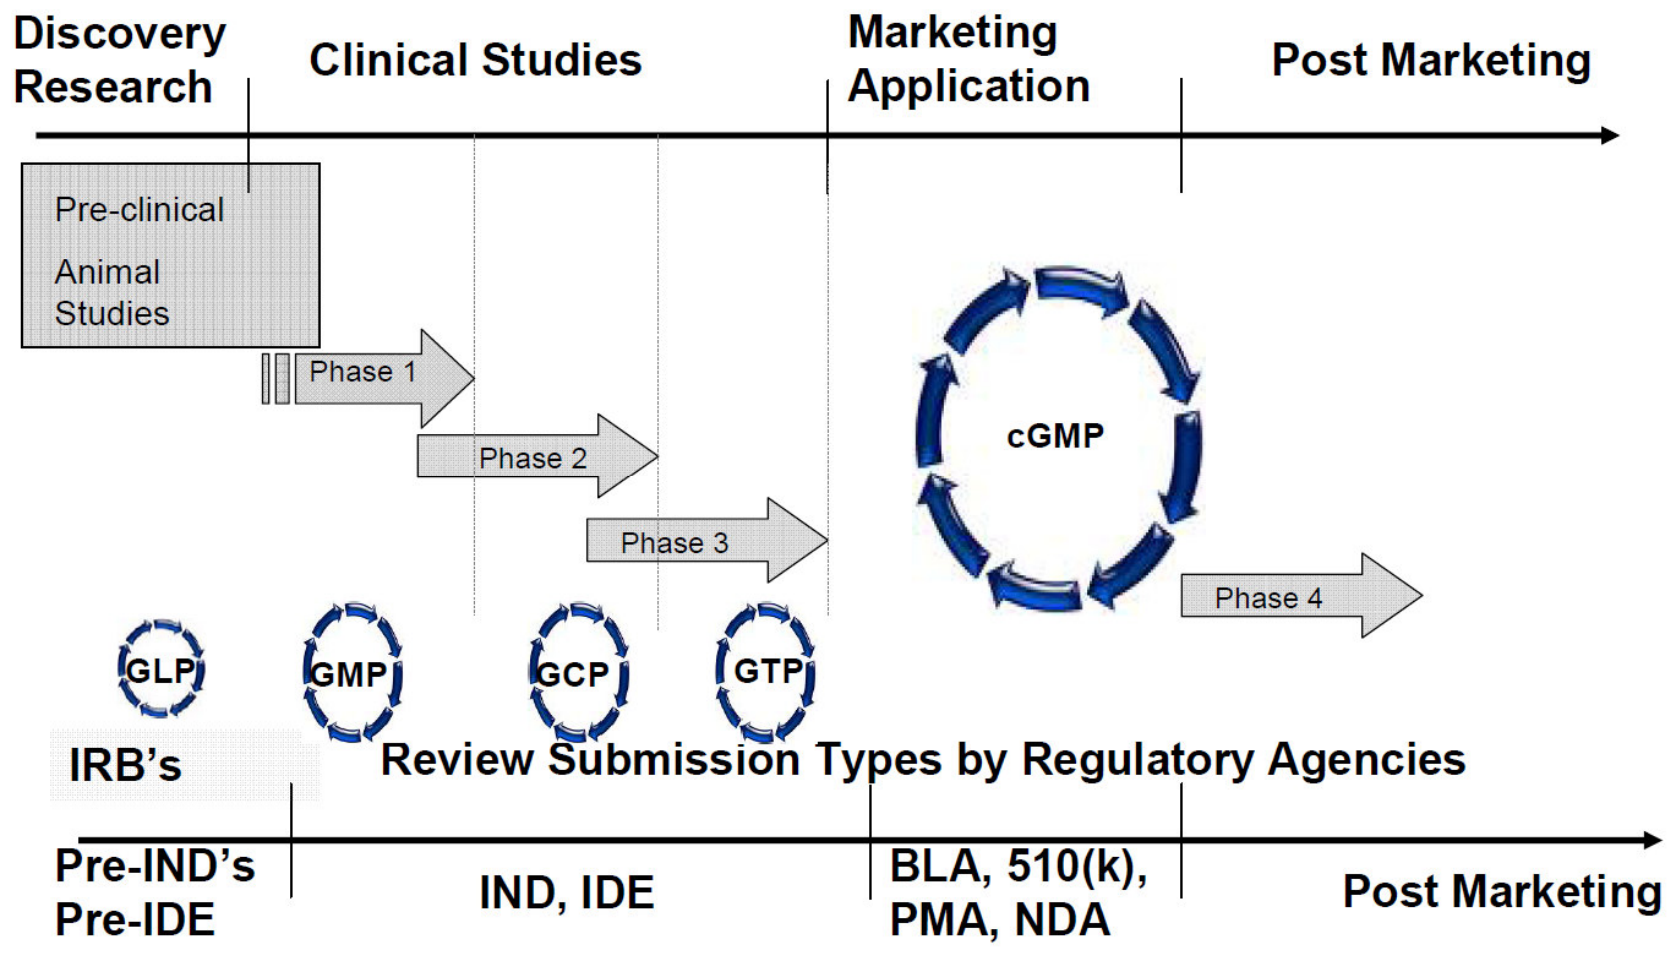 Discovery
Research
Clinical Studies
Marketing
Application
Post Marketing
Pre-clinical
Animal
Studies
Phase 1
Phase 2
Phase 3
cGMP
Phase 4
GLP
GMP
GCP
GTP
IRB's
Review Submission Types by Regulatory Agencies
Pre-IND's
Pre-IDE
IND, IDE
BLA, 510(k),
PMA, NDA
Post Marketing